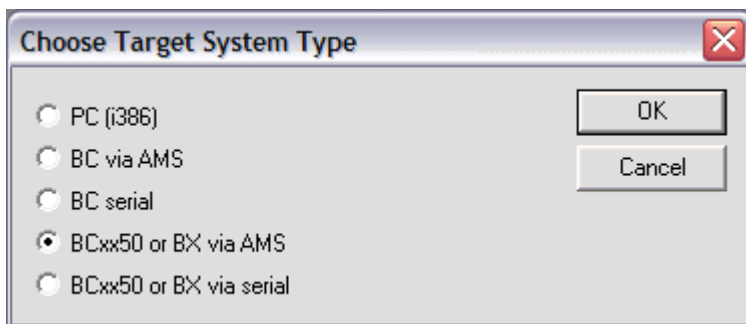 Choose Target System Type
PC (i386)
OK
BC via AMS
Cancel
BC serial
BCxx50 or BX via AMS
BCxx50 or BX via serial